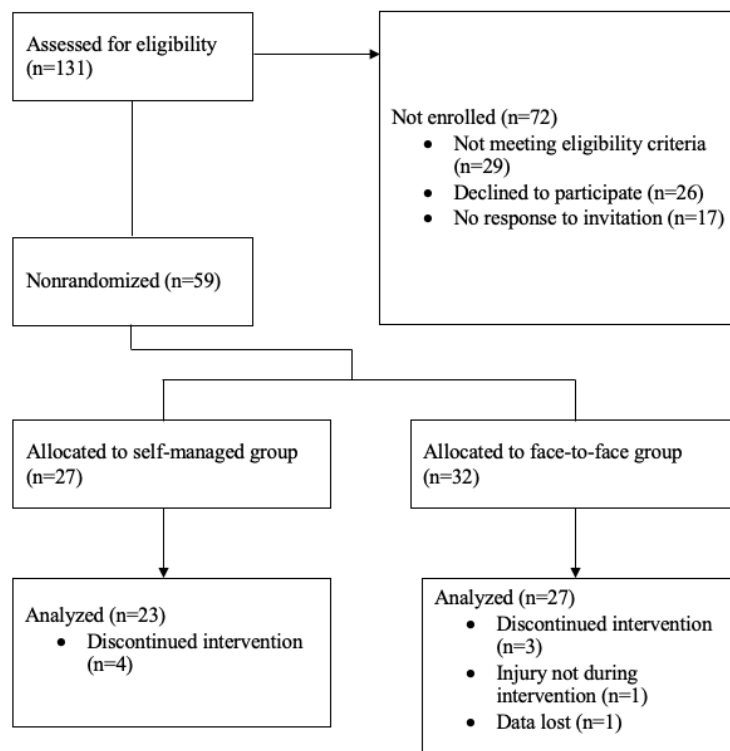 Assessed for eligibility
(n=131)
Not enrolled (n=72)
• Not meeting eligibility criteria
(n=29)
• Declined to participate (n=26)
• No response to invitation (n=17)
Nonrandomized (n=59)
Allocated to self-managed group
(n=27)
Allocated to face-to-face group
(n=32)
Analyzed (n=23)
• Discontinued intervention
(n=4)
Analyzed (n=27)
• Discontinued intervention
(n=3)
• Injury not during
intervention (n=1)
• Data lost (n=1)